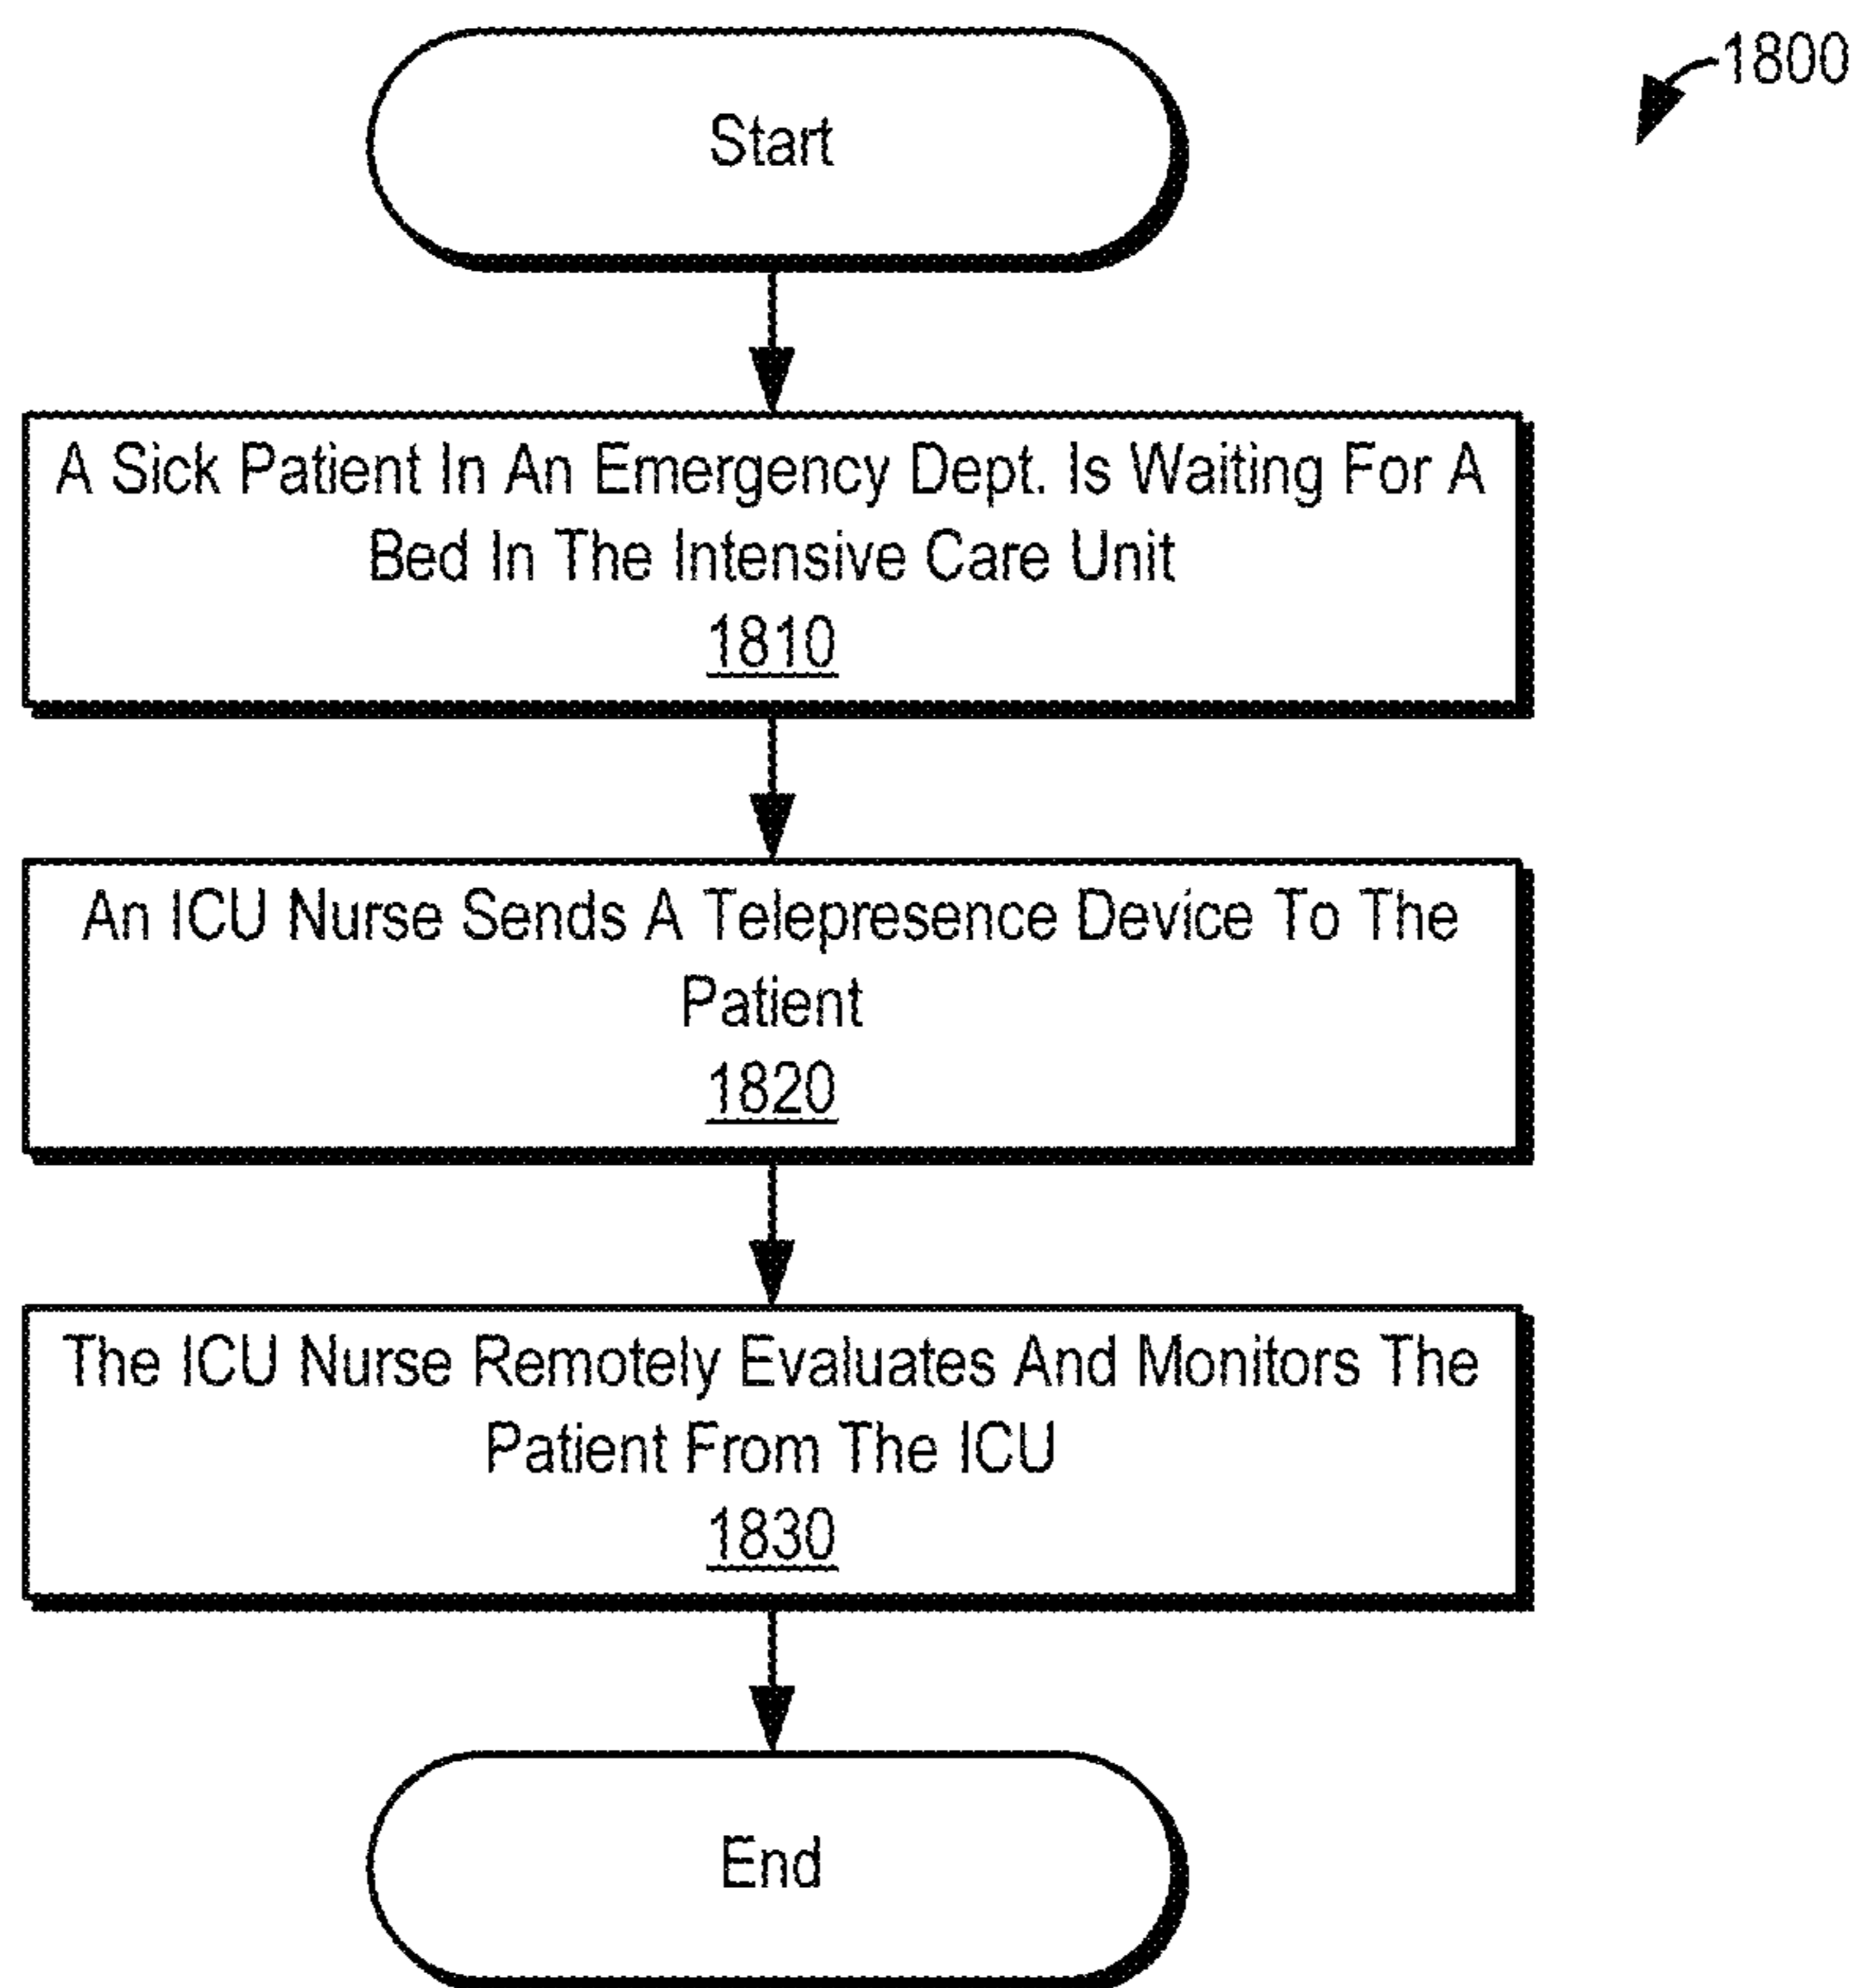 1800
Start
A Sick Patient In An Emergency Dept. Is Waiting For A
Bed In The Intensive Care Unit
1810
An ICU Nurse Sends A Telepresence Device To The
Patient
1820
The ICU Nurse Remotely Evaluates And Monitors The
Patient From The ICU
1830
End